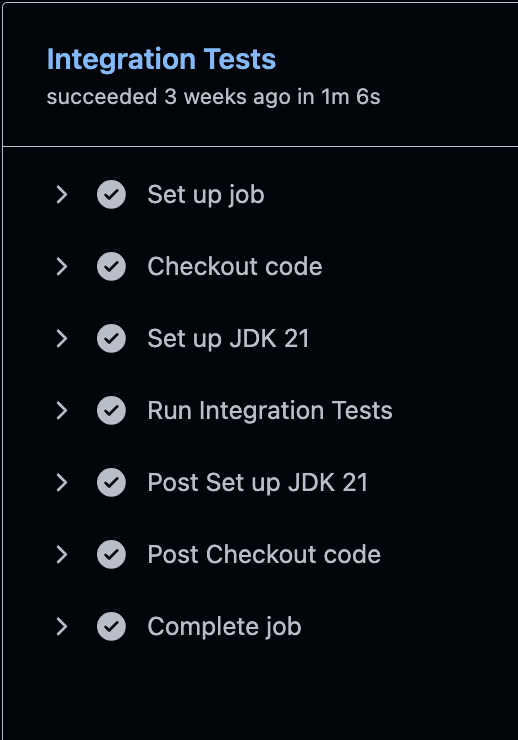 Integration Tests
succeeded 3 weeks ago in 1m 6s
Set up job
Checkout code
Set up JDK 21
Run Integration Tests
Post Set up JDK 21
Post Checkout code
Complete job